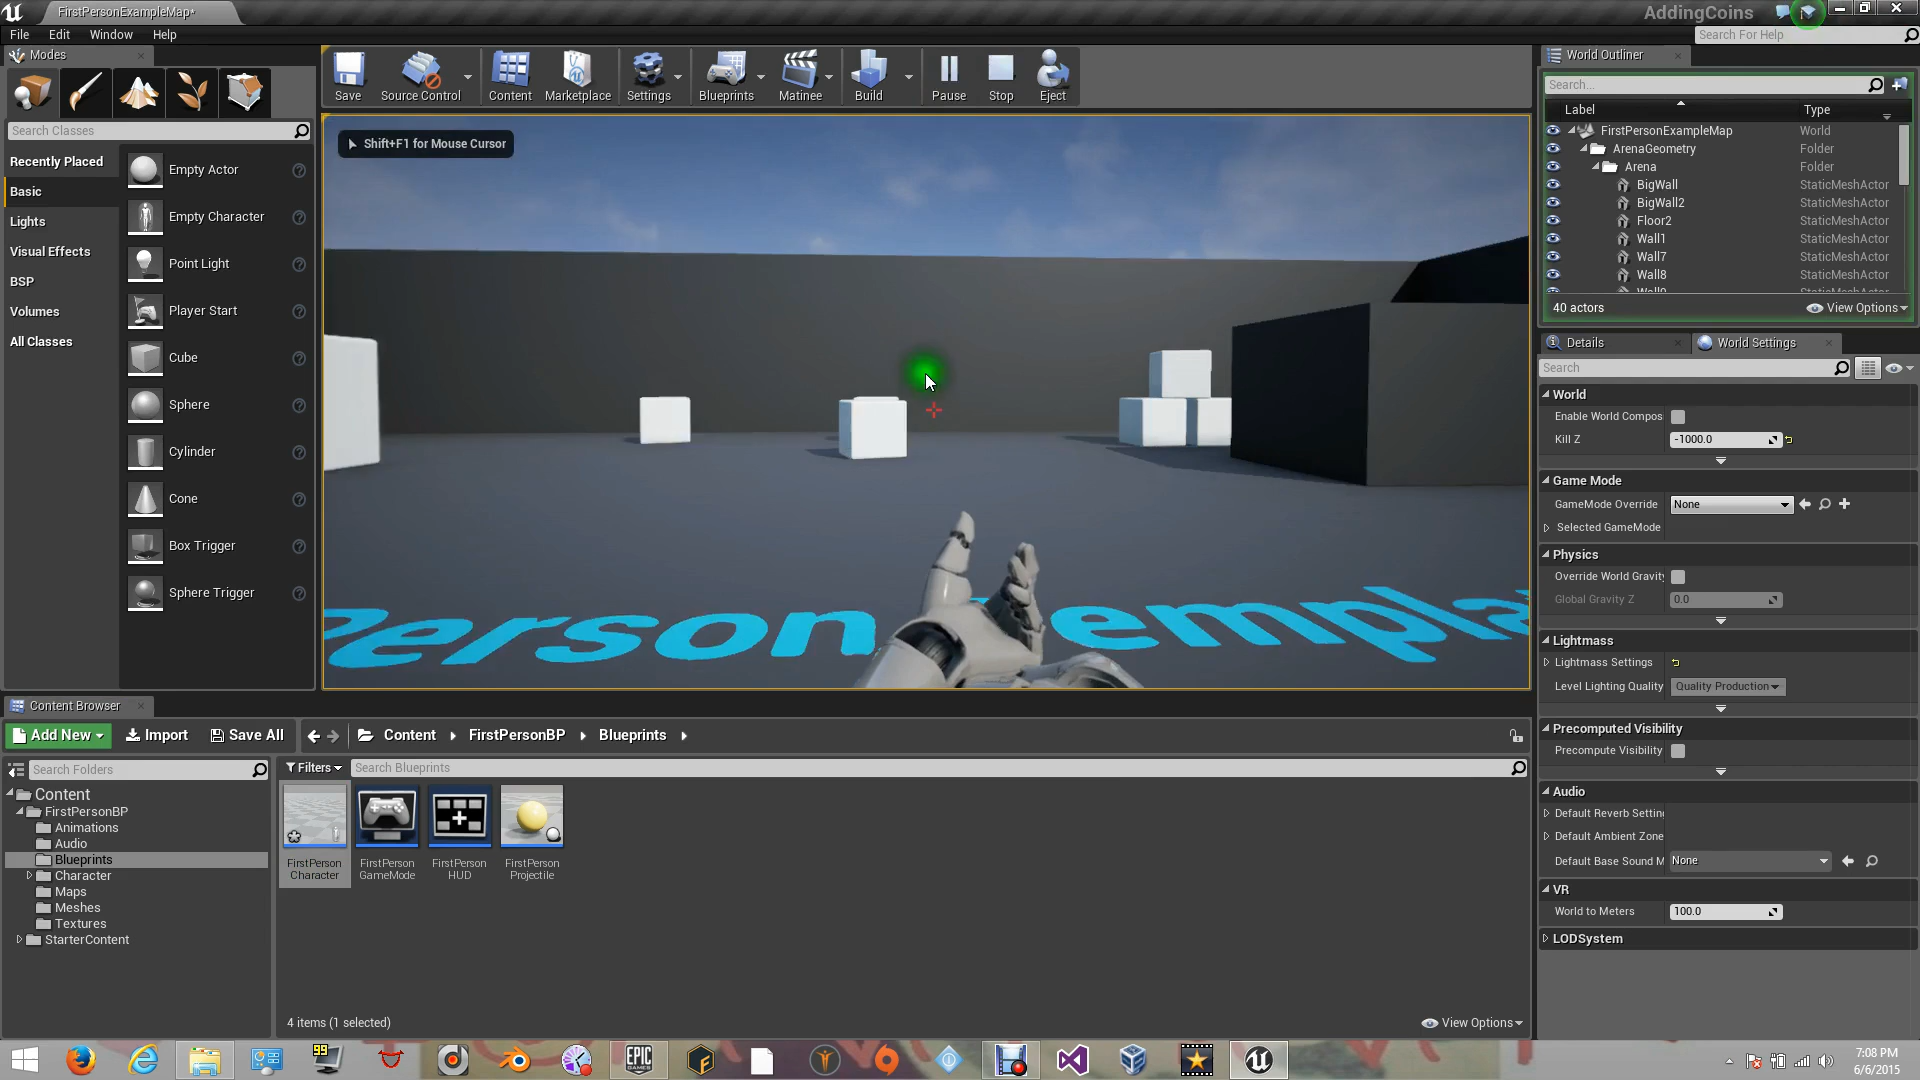 FirstPersonExampleMap*
AddingCoins
File Edit Window Help
Search For Help
Modes
Save
Source Control
Content
Marketplace
Settings
Blueprints
Matinee
Build
Pause
Stop
Eject
World Outliner
Search...
Label Type
FirstPersonExampleMap World
ArenaGeometry Folder
Arena Folder
BigWall StaticMeshActor
BigWall2 StaticMeshActor
Floor2 StaticMeshActor
Wall1 StaticMeshActor
Wall7 StaticMeshActor
Wall8 StaticMeshActor
40 actors
View Options
Search Classes
Recently Placed
Basic
Lights
Visual Effects
BSP
Volumes
All Classes
Empty Actor
Empty Character
Point Light
Player Start
Cube
Sphere
Cylinder
Cone
Box Trigger
Sphere Trigger
Shift+F1 for Mouse Cursor
Person Templa
Details
World Settings
Search
World
Enable World Compos
Kill Z -1000.0
Game Mode
GameMode Override None
Selected GameMode
Physics
Override World Gravity
Global Gravity Z 0.0
Lightmass
Lightmass Settings
Level Lighting Quality Quality Production
Precomputed Visibility
Precompute Visibility
Audio
Default Reverb Setting
Default Ambient Zone
Default Base Sound M None
VR
World to Meters 100.0
LODSystem
Content Browser
Add New Import Save All
Content FirstPersonBP Blueprints
Search Folders
Filters
Search Blueprints
Content
FirstPersonBP
Animations
Audio
Blueprints
Character
Maps
Meshes
Textures
StarterContent
FirstPerson Character
FirstPerson GameMode
FirstPerson HUD
FirstPerson Projectile
4 items (1 selected)
View Options
99
EPIC GAMES
7:08 PM
6/6/2015